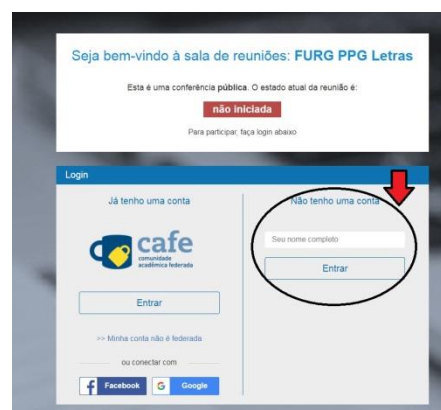 Seja bem-vindo à sala de reuniões: FURG PPG Letras
Esta é uma conferência pública. O estado atual da reunião é:
não iniciada
Para participar, faça login abaixo
Login
Já tenho uma conta
cafe
comunidade
acadêmica federada
Entrar
>> Minha conta não é federada
ou conectar com
f Facebook
G Google
Não tenho uma conta
Seu nome completo
Entrar